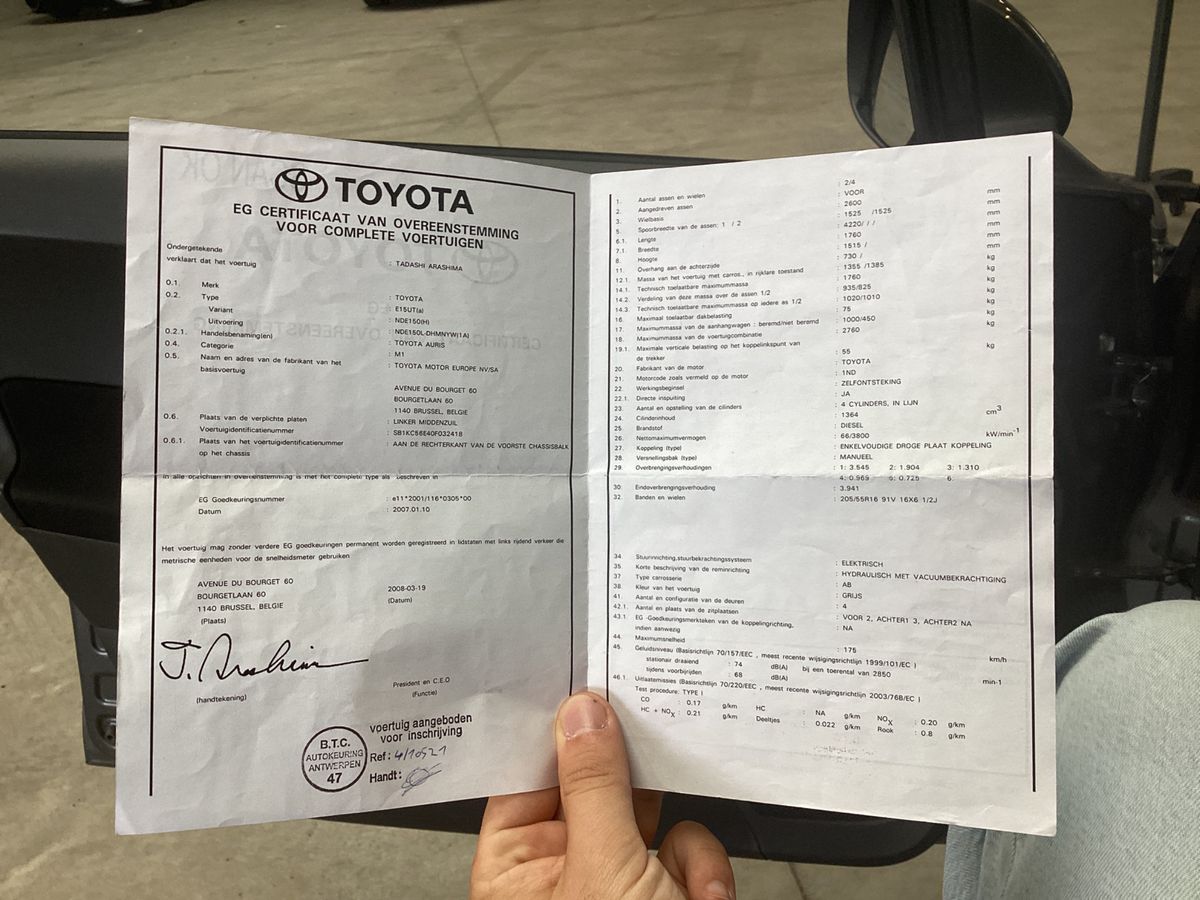 TOYOTA
EG CERTIFICAAT VAN OVEREENSTEMMING
VOOR COMPLETE VOERTUIGEN
Ondergetekende
verklaart dat het voertuig : TADASHI ARASHIMA
0.1. Merk : TOYOTA
0.2. Type : E15UT(a)
Variant : NDE150(H)
Uitvoering : NDE150L-DHMNYW(1A)
0.2.1. Handelsbenaming(en) : TOYOTA AURIS
0.4. Categorie : M1
0.5. Naam en adres van de fabrikant van het : TOYOTA MOTOR EUROPE NV/SA
basisvoertuig
AVENUE DU BOURGET 60
BOURGETLAAN 60
1140 BRUSSEL, BELGIE
0.6. Plaats van de verplichte platen : LINKER MIDDENZUIL
Voertuigidentificatienummer : SB1KC56E40F032418
0.6.1. Plaats van het voertuigidentificatienummer : AAN DE RECHTERKANT VAN DE VOORSTE CHASSISBALK
op het chassis
in alle opzichten in overeenstemming is met het complete type als beschreven in
EG Goedkeuringsnummer : e11*2001/116*0305*00
Datum : 2007.01.10
Het voertuig mag zonder verdere EG goedkeuringen permanent worden geregistreerd in lidstaten met links rijdend verkeer die
metrische eenheden voor de snelheidsmeter gebruiken
AVENUE DU BOURGET 60
BOURGETLAAN 60
1140 BRUSSEL, BELGIE
(Plaats)
2008-03-19
(Datum)
T. Arashima
(handtekening)
President en C.E.O
(Functie)
B.T.C.
AUTOKEURING
ANTWERPEN
47
voertuig aangeboden
voor inschrijving
Ref: 4/10521
Handt:
1. Aantal assen en wielen : 2/4
2. Aangedreven assen : VOOR
3. Wielbasis : 2600 mm
5. Spoorbreedte van de assen: 1 / 2 : 1525 /1525 mm
6.1. Lengte : 4220/ / / mm
7.1. Breedte : 1760 mm
8. Hoogte : 1515 / mm
11. Overhang aan de achterzijde : 730 / mm
12.1. Massa van het voertuig met carros., in rijklare toestand : 1355 /1385 kg
14.1. Technisch toelaatbare maximummassa : 1760 kg
14.2. Verdeling van deze massa over de assen 1/2 : 935/825 kg
14.3. Technisch toelaatbare maximummassa op iedere as 1/2 : 1020/1010 kg
16. Maximaal toelaatbar dakbelasting : 75 kg
17. Maximummassa van de aanhangwagen : beremd/niet beremd : 1000/450 kg
18. Maximummassa van de voertuigcombinatie : 2760 kg
19.1. Maximale verticale belasting op het koppelinkspunt van
de trekker : 55 kg
20. Fabrikant van de motor : TOYOTA
21. Motorcode zoals vermeld op de motor : 1ND
22. Werkingsbeginsel : ZELFONTSTEKING
22.1. Directe inspuiting : JA
23. Aantal en opstelling van de cilinders : 4 CYLINDERS, IN LIJN
24. Cilinderinhoud : 1364 cm3
25. Brandstof : DIESEL
26. Nettomaximumvermogen : 66/3800 kW/min-1
27. Koppeling (type) : ENKELVOUDIGE DROGE PLAAT KOPPELING
28. Versnellingsbak (type) : MANUEEL
29. Overbrengingsverhoudingen : 1: 3.545 2: 1.904 3: 1.310
4: 0.969 5: 0.725 6:
30. Eindoverbrengingsverhouding : 3.941
32. Banden en wielen : 205/55R16 91V 16X6 1/2J
34. Stuurinrichting,stuurbekrachtigingssysteem : ELEKTRISCH
35. Korte beschrijving van de reminrichting : HYDRAULISCH MET VACUUMBEKRACHTIGING
37 Type carrosserie : AB
38. Kleur van het voertuig : GRIJS
41. Aantal en configuratie van de deuren : 4
42.1. Aantal en plaats van de zitplaatsen : VOOR 2, ACHTER1 3, ACHTER2 NA
43.1 EG -Goedkeuringsmerkteken van de koppelingrichting, : NA
indien aanwezig
44. Maximumsnelheid : 175 km/h
45. Geluidsniveau (Basisrichtlijn 70/157/EEC , meest recente wijsigingsrichtlijn 1999/101/EC )
stationair draaiend : 74 dB(A) bij een toerental van 2850 min-1
tijdens voorbijrijden : 68 dB(A)
46.1. Uitlaatemissies (Basisrichtlijn 70/220/EEC , meest recente wijsigingsrichtlijn 2003/76B/EC )
Test procedure: TYPE I
CO : 0.17 g/km HC : NA g/km NOX : 0.20 g/km
HC + NOX : 0.21 g/km Deeltjes : 0.022 g/km Rook : 0.8 g/km